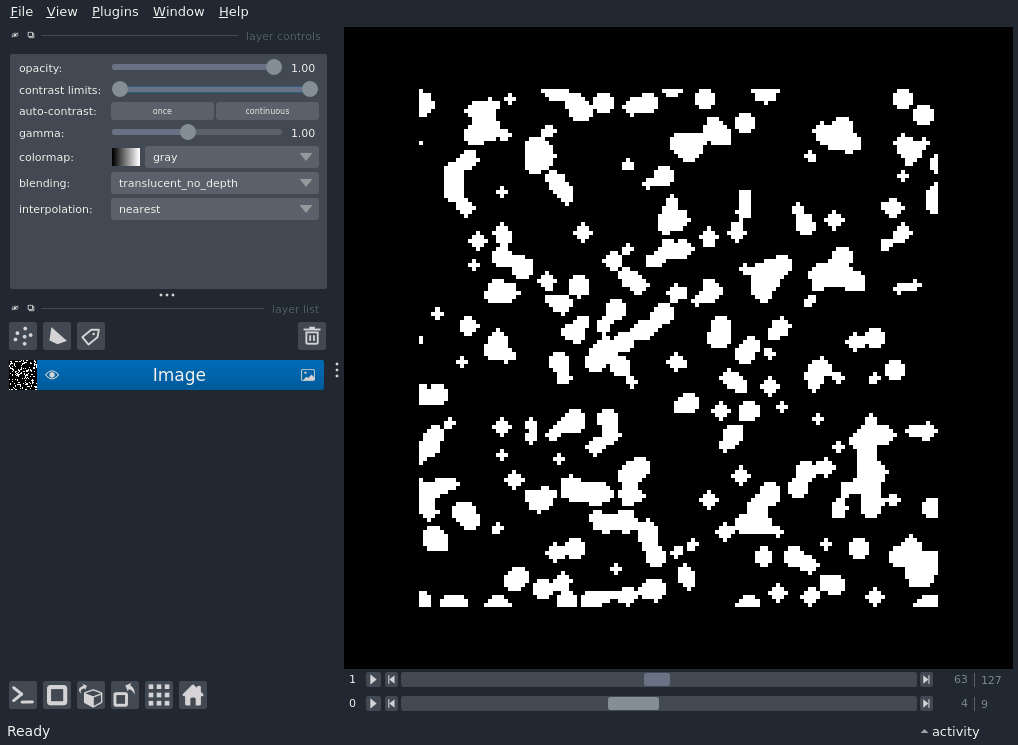 File View Plugins Window Help
layer controls
opacity: 1.00
contrast limits:
auto-contrast: once continuous
gamma: 1.00
colormap: gray
blending: translucent_no_depth
interpolation: nearest
layer list
Image
1 63 127
0 4 9
Ready activity